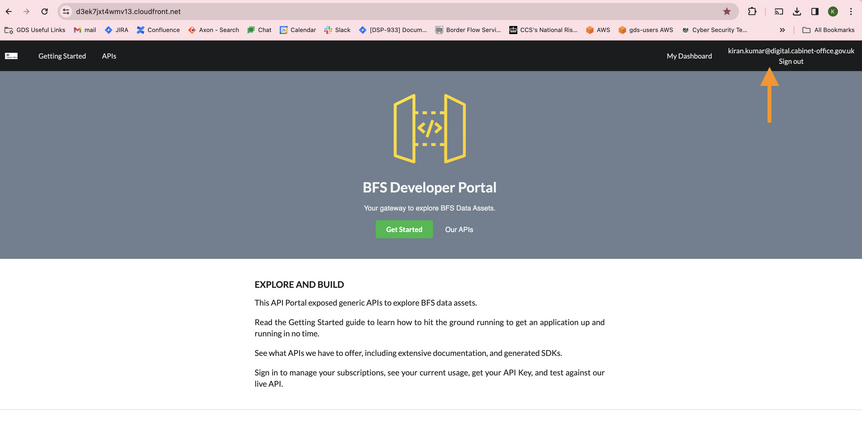 d3ek7jxt4wmv13.cloudfront.net
K
GDS Useful Links
mail
JIRA
Confluence
Axon - Search
Chat
Calendar
Slack
[DSP-933] Docum...
Border Flow Servi...
CCS's National Ris...
AWS
gds-users AWS
Cyber Security Te...
»
All Bookmarks
Getting Started
APIs
My Dashboard
kiran.kumar@digital.cabinet-office.gov.uk
Sign out
</>
BFS Developer Portal
Your gateway to explore BFS Data Assets.
Get Started
Our APIs
EXPLORE AND BUILD
This API Portal exposed generic APIs to explore BFS data assets.
Read the Getting Started guide to learn how to hit the ground running to get an application up and
running in no time.
See what APIs we have to offer, including extensive documentation, and generated SDKs.
Sign in to manage your subscriptions, see your current usage, get your API Key, and test against our
live API.